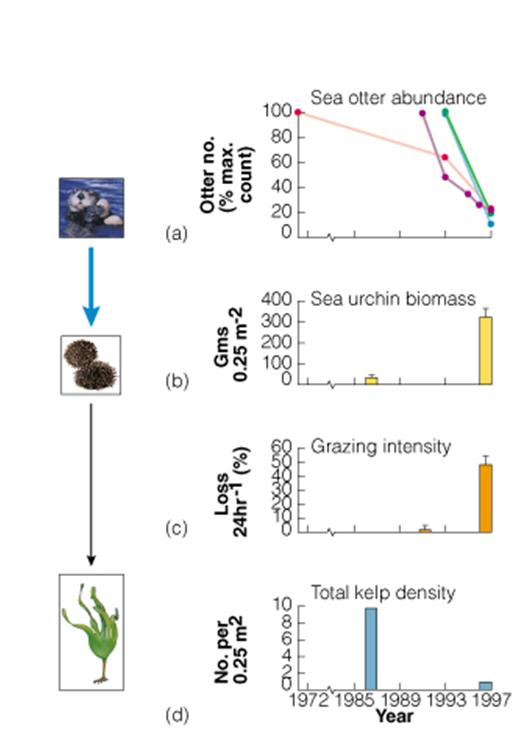 Sea otter abundance
Otter no.
(% max.
count)
100
80
60
40
20
0
(a)
Sea urchin biomass
Gms
0.25 m-2
400
300
200
100
0
(b)
Grazing intensity
Loss
24hr-1 (%)
60
50
40
30
20
10
0
(c)
Total kelp density
No. per
0.25 m2
10
8
6
4
2
0
1972 1985 1989 1993 1997
Year
(d)